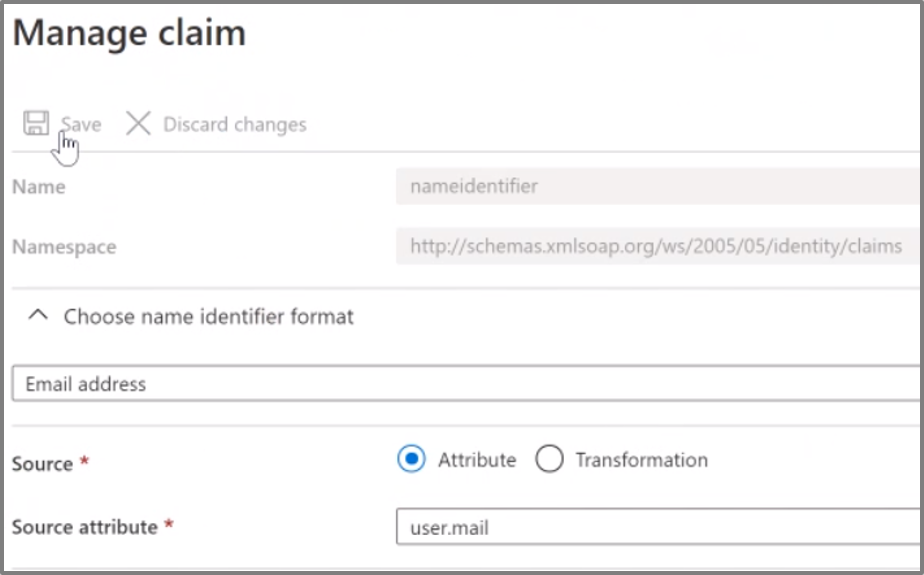 Manage claim
Save Discard changes
Name nameidentifier
Namespace http://schemas.xmlsoap.org/ws/2005/05/identity/claims
Choose name identifier format
Email address
Source * Attribute Transformation
Source attribute * user.mail